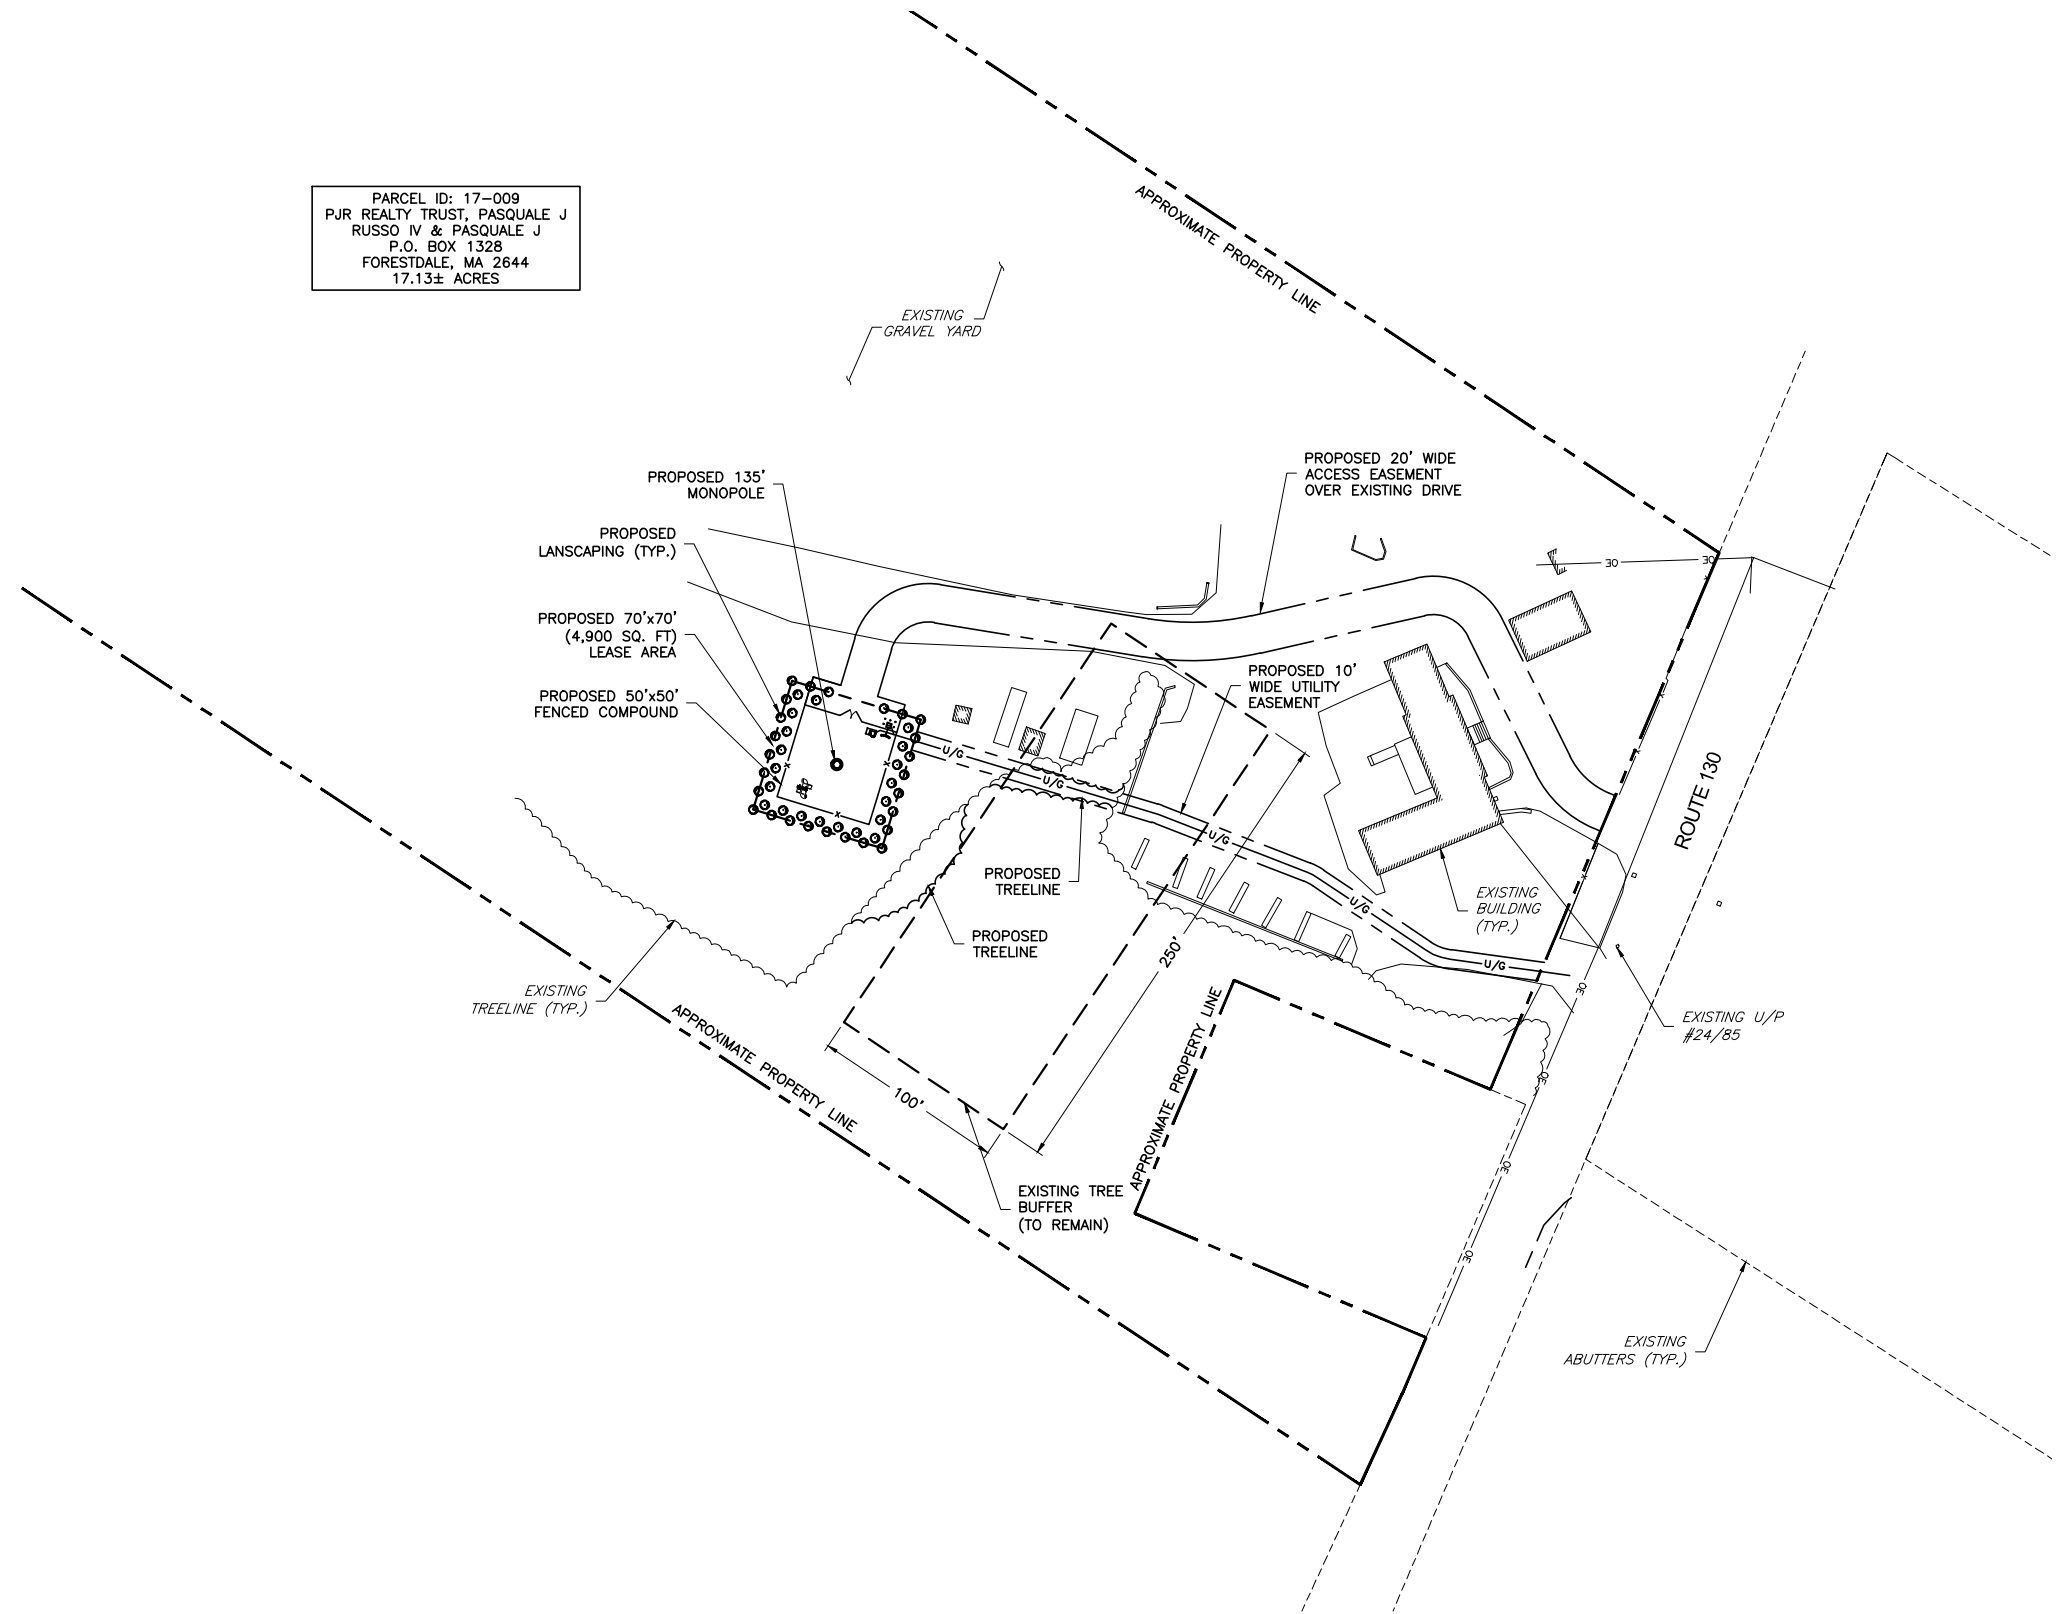 APPROXIMATE PROPERTY LINE
PARCEL ID: 17-009
PJR REALTY TRUST, PASQUALE J
RUSSO IV & PASQUALE J
P.O. BOX 1328
FORESTDALE, MA 2644
17.13± ACRES
EXISTING
GRAVEL YARD
PROPOSED 135'
MONOPOLE
PROPOSED 20' WIDE
ACCESS EASEMENT
OVER EXISTING DRIVE
PROPOSED
LANSCAPING (TYP.)
30
30
PROPOSED 70'x70'
(4,900 SQ. FT)
LEASE AREA
PROPOSED 10'
WIDE UTILITY
EASEMENT
PROPOSED 50'x50'
FENCED COMPOUND
U/G
U/G
U/G
U/G
U/G
ROUTE 130
PROPOSED
TREELINE
EXISTING
BUILDING
(TYP.)
PROPOSED
TREELINE
250'
EXISTING
TREELINE (TYP.)
30
EXISTING U/P
#24/85
APPROXIMATE PROPERTY LINE
APPROXIMATE PROPERTY LINE
100'
30
30
EXISTING TREE
BUFFER
(TO REMAIN)
30
EXISTING
ABUTTERS (TYP.)